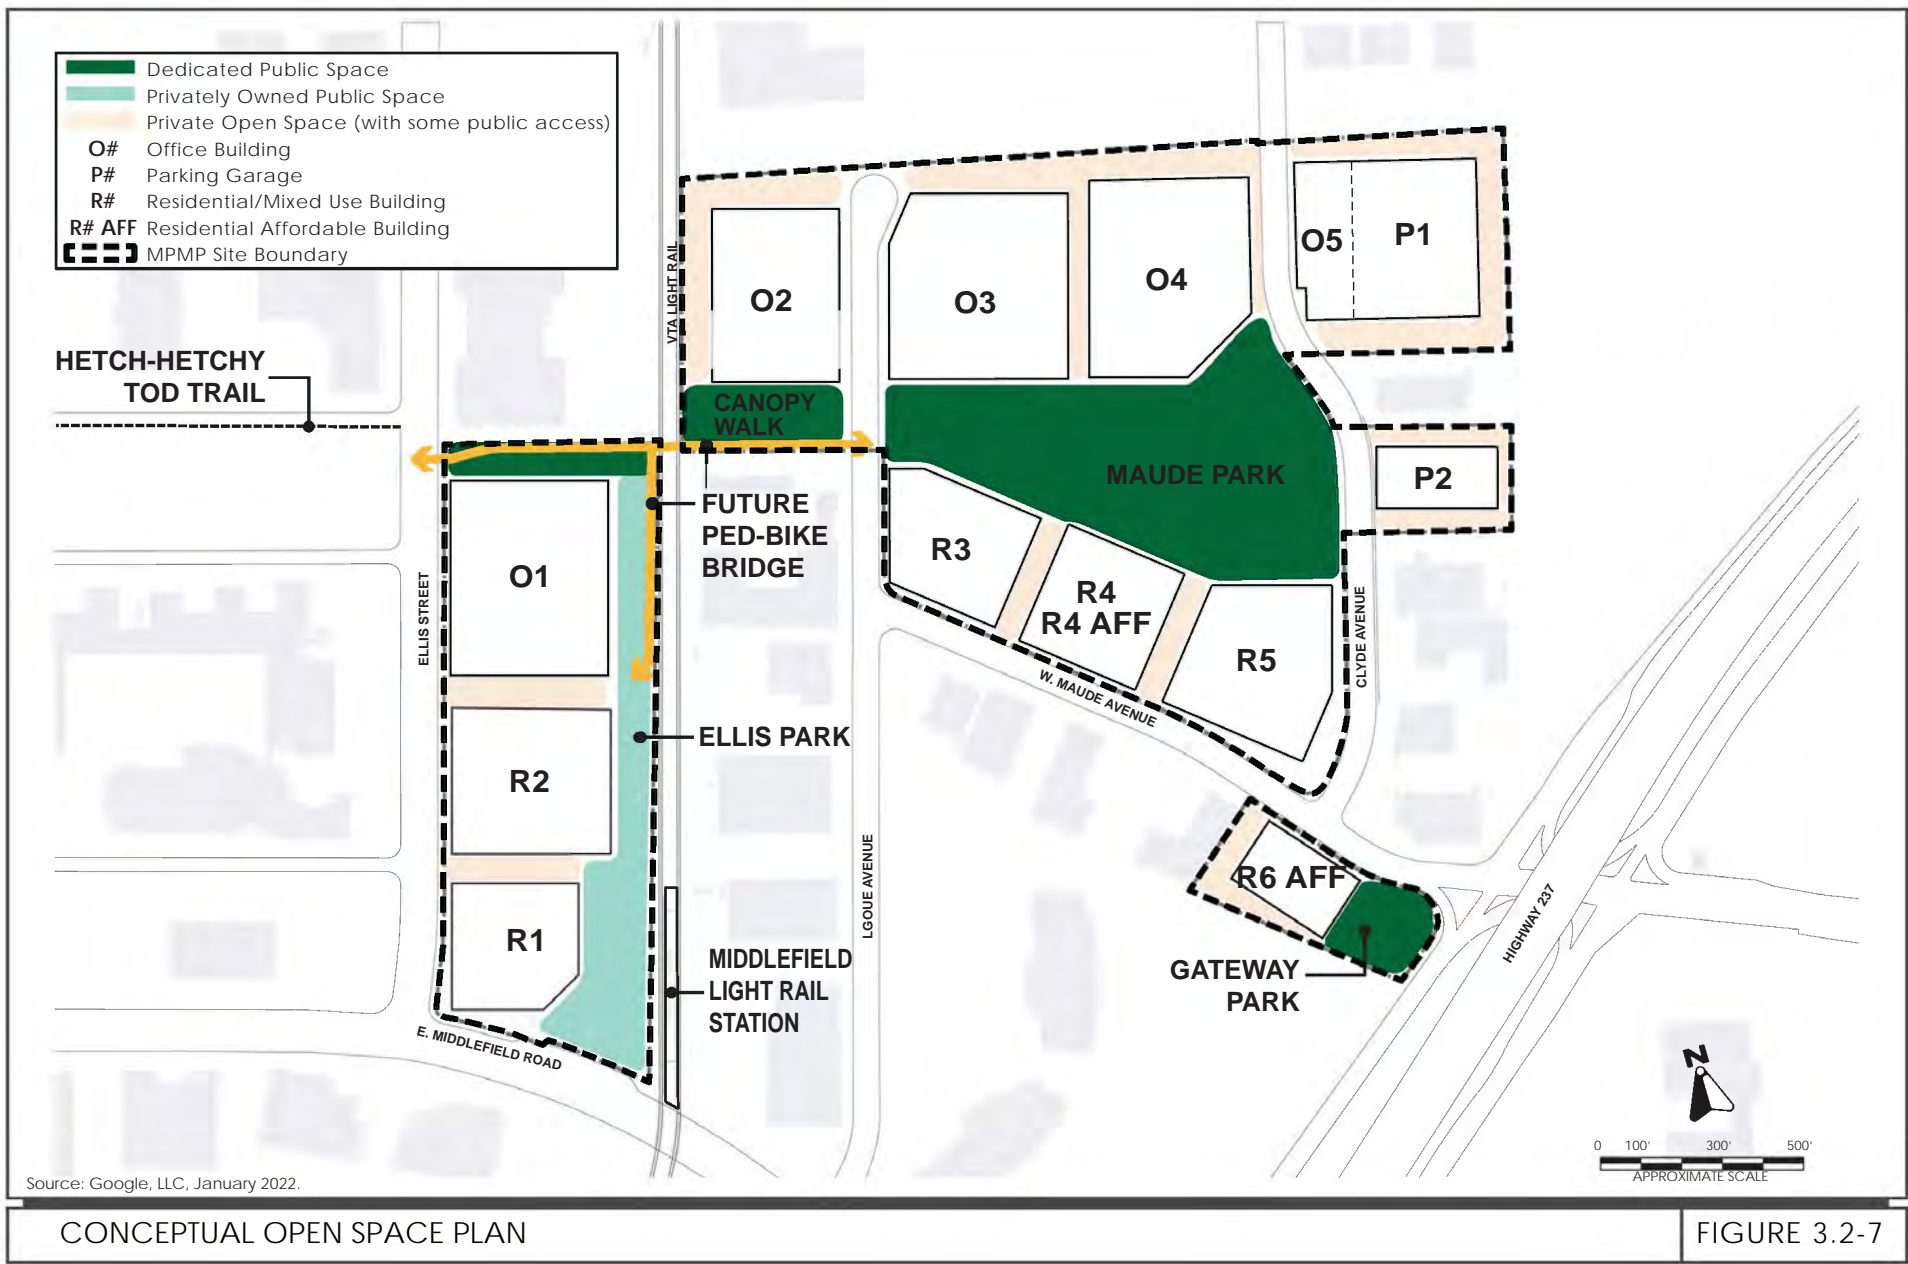 Dedicated Public Space
Privately Owned Public Space
Private Open Space (with some public access)
O# Office Building
P# Parking Garage
R# Residential/Mixed Use Building
R# AFF Residential Affordable Building
MPMP Site Boundary
HETCH-HETCHY
TOD TRAIL
VTA LIGHT RAIL
O2
O3
O4
O5
P1
CANOPY
WALK
MAUDE PARK
P2
FUTURE
PED-BIKE
BRIDGE
O1
R3
R4
R4 AFF
R5
ELLIS STREET
CLYDE AVENUE
W. MAUDE AVENUE
ELLIS PARK
R2
R1
LGOUE AVENUE
R6 AFF
HIGHWAY 237
MIDDLEFIELD
LIGHT RAIL
STATION
GATEWAY
PARK
E. MIDDLEFIELD ROAD
N
0 100' 300' 500'
APPROXIMATE SCALE
Source: Google, LLC, January 2022.
CONCEPTUAL OPEN SPACE PLAN
FIGURE 3.2-7